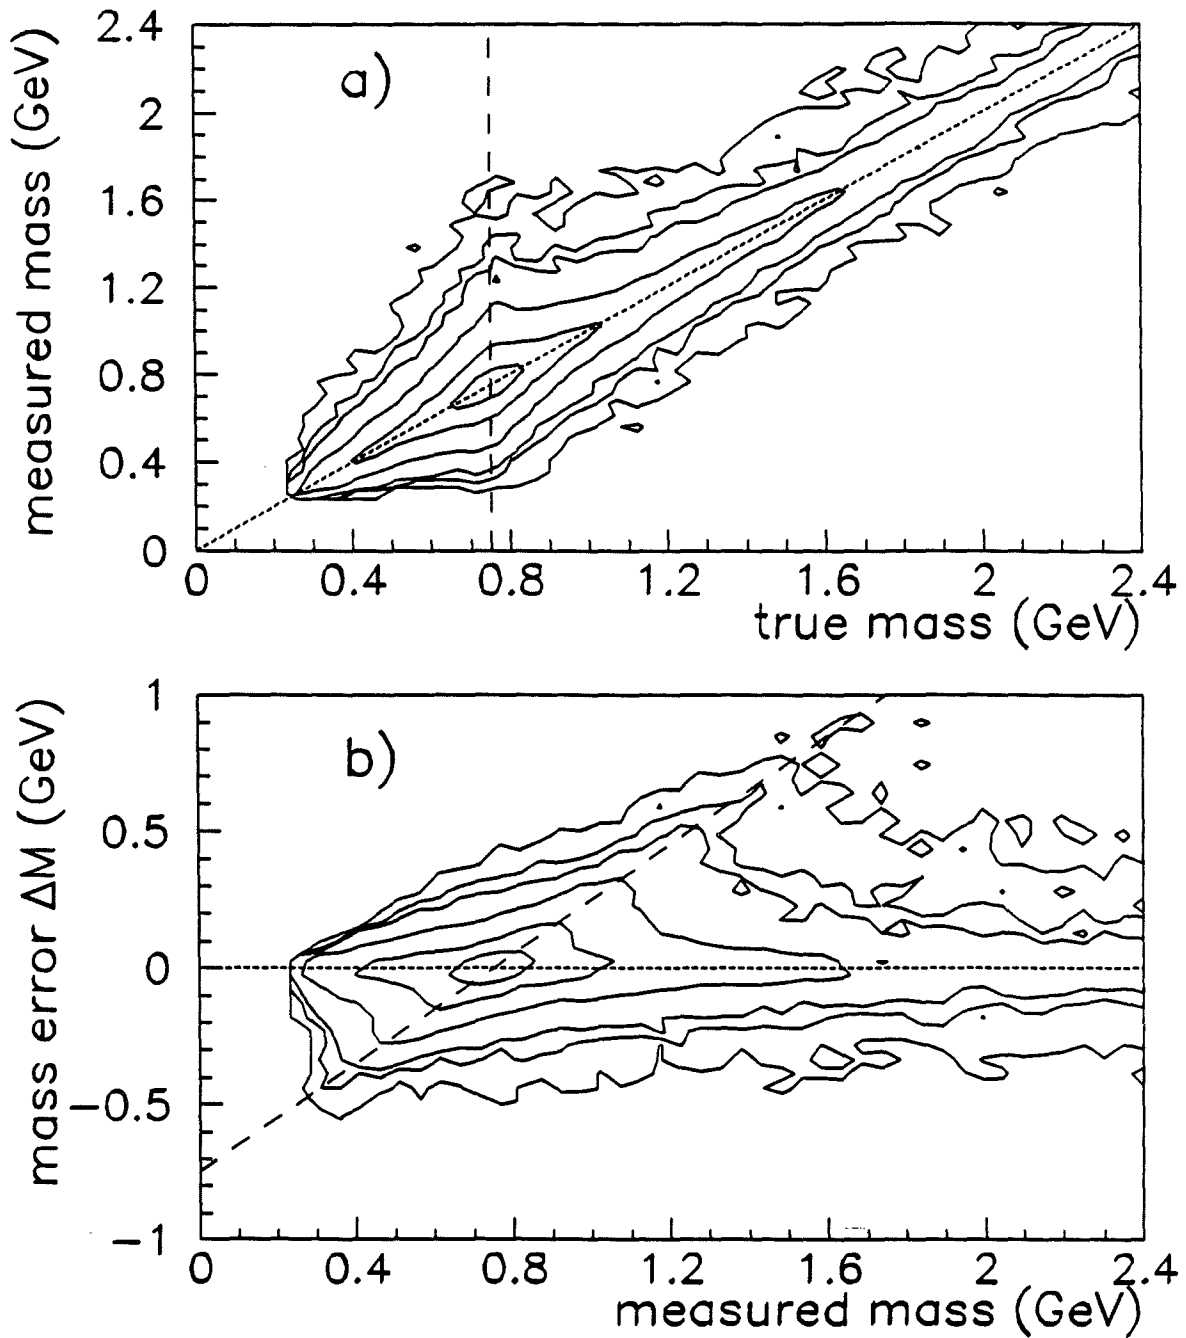 a)
measured mass (GeV)
2.4
2
1.6
1.2
0.8
0.4
0
0 0.4 0.8 1.2 1.6 2 2.4
true mass (GeV)
b)
mass error ΔM (GeV)
1
0.5
0
−0.5
−1
0 0.4 0.8 1.2 1.6 2 2.4
measured mass (GeV)